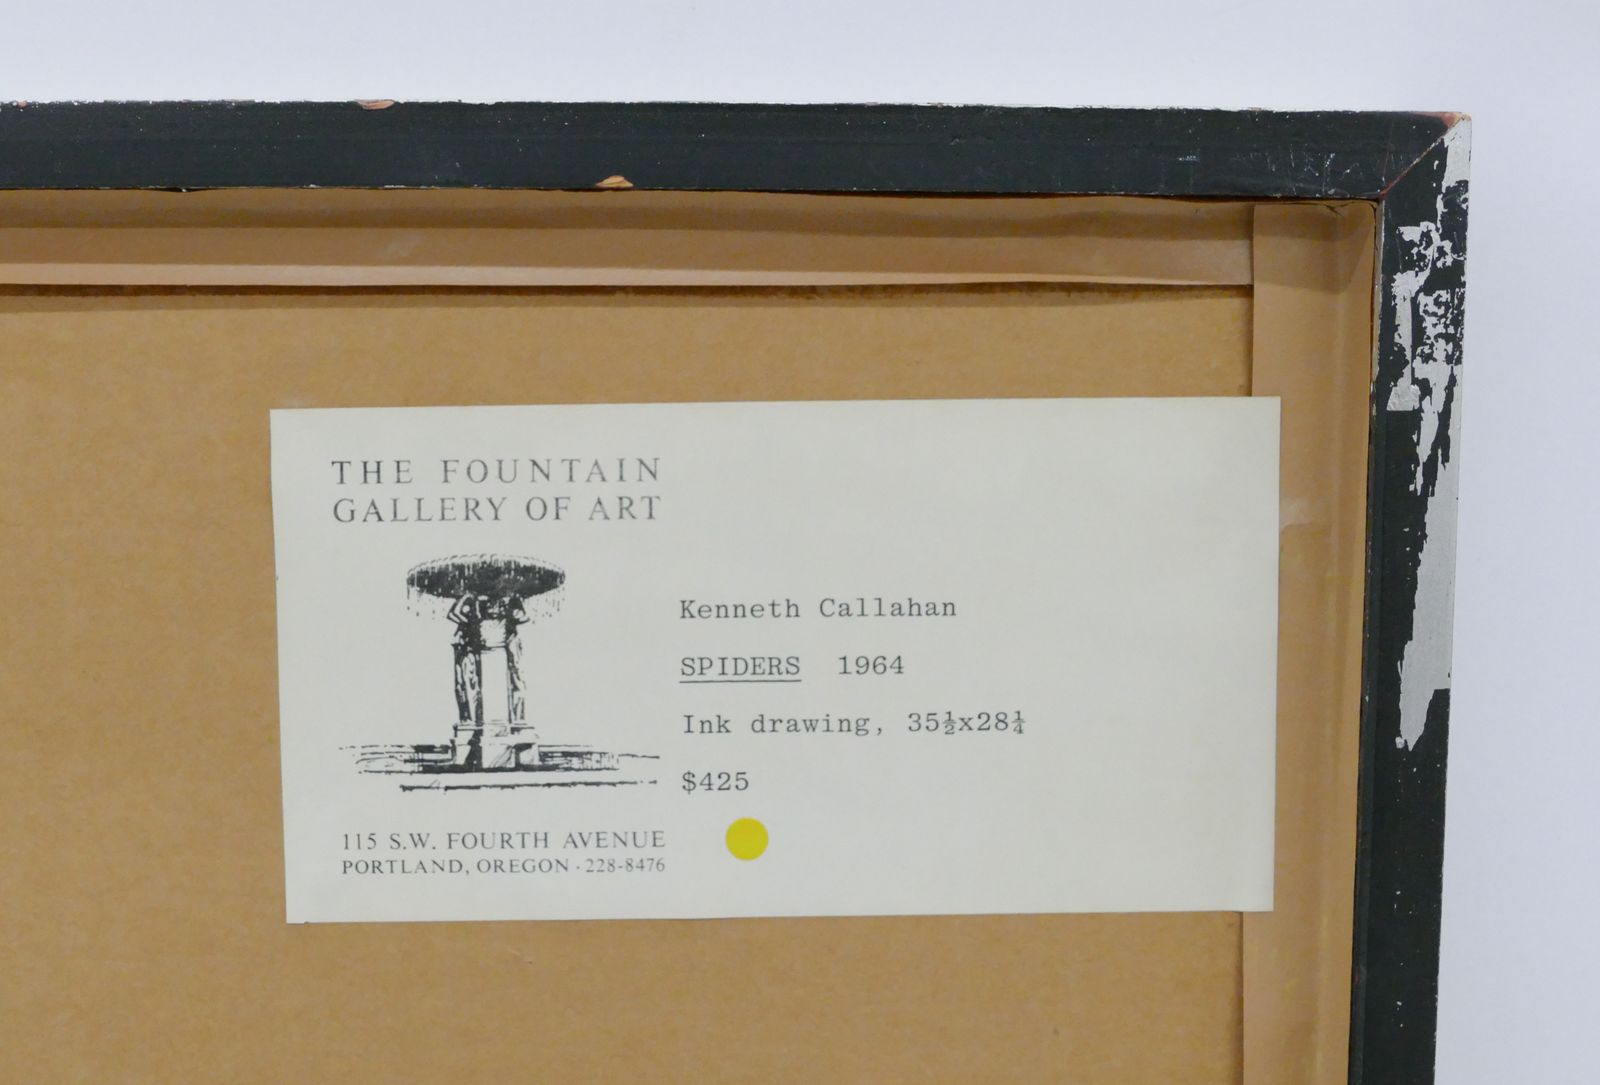 THE FOUNTAIN
GALLERY OF ART
Kenneth Callahan
SPIDERS 1964
Ink drawing, 35½x28¼
$425
115 S.W. FOURTH AVENUE
PORTLAND, OREGON · 228-8476